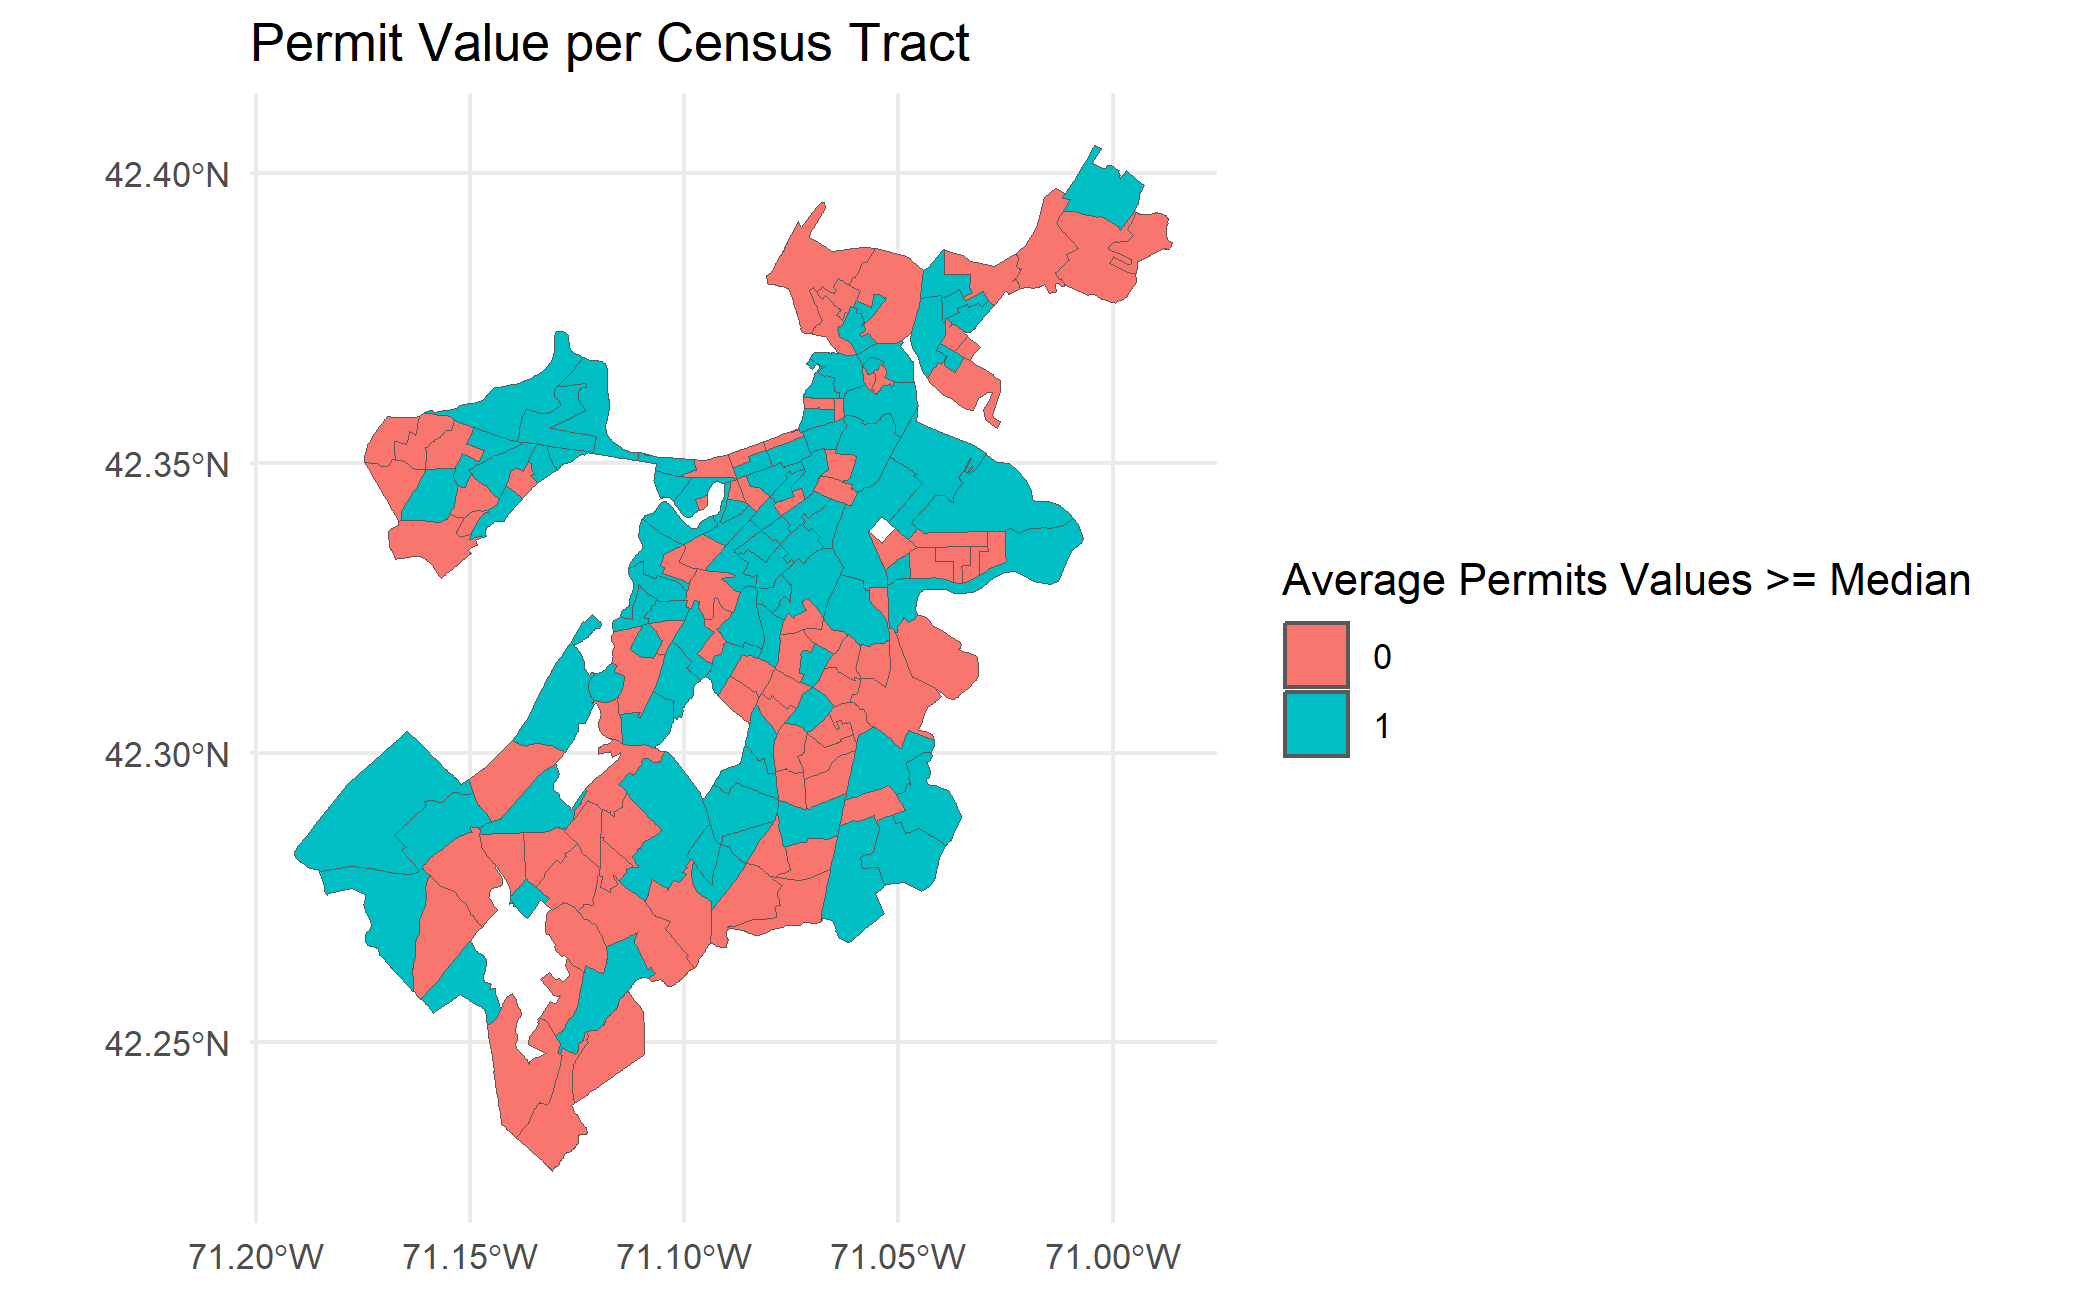 Permit Value per Census Tract
42.40°N
42.35°N
42.30°N
42.25°N
71.20°W
71.15°W
71.10°W
71.05°W
71.00°W
Average Permits Values >= Median
0
1